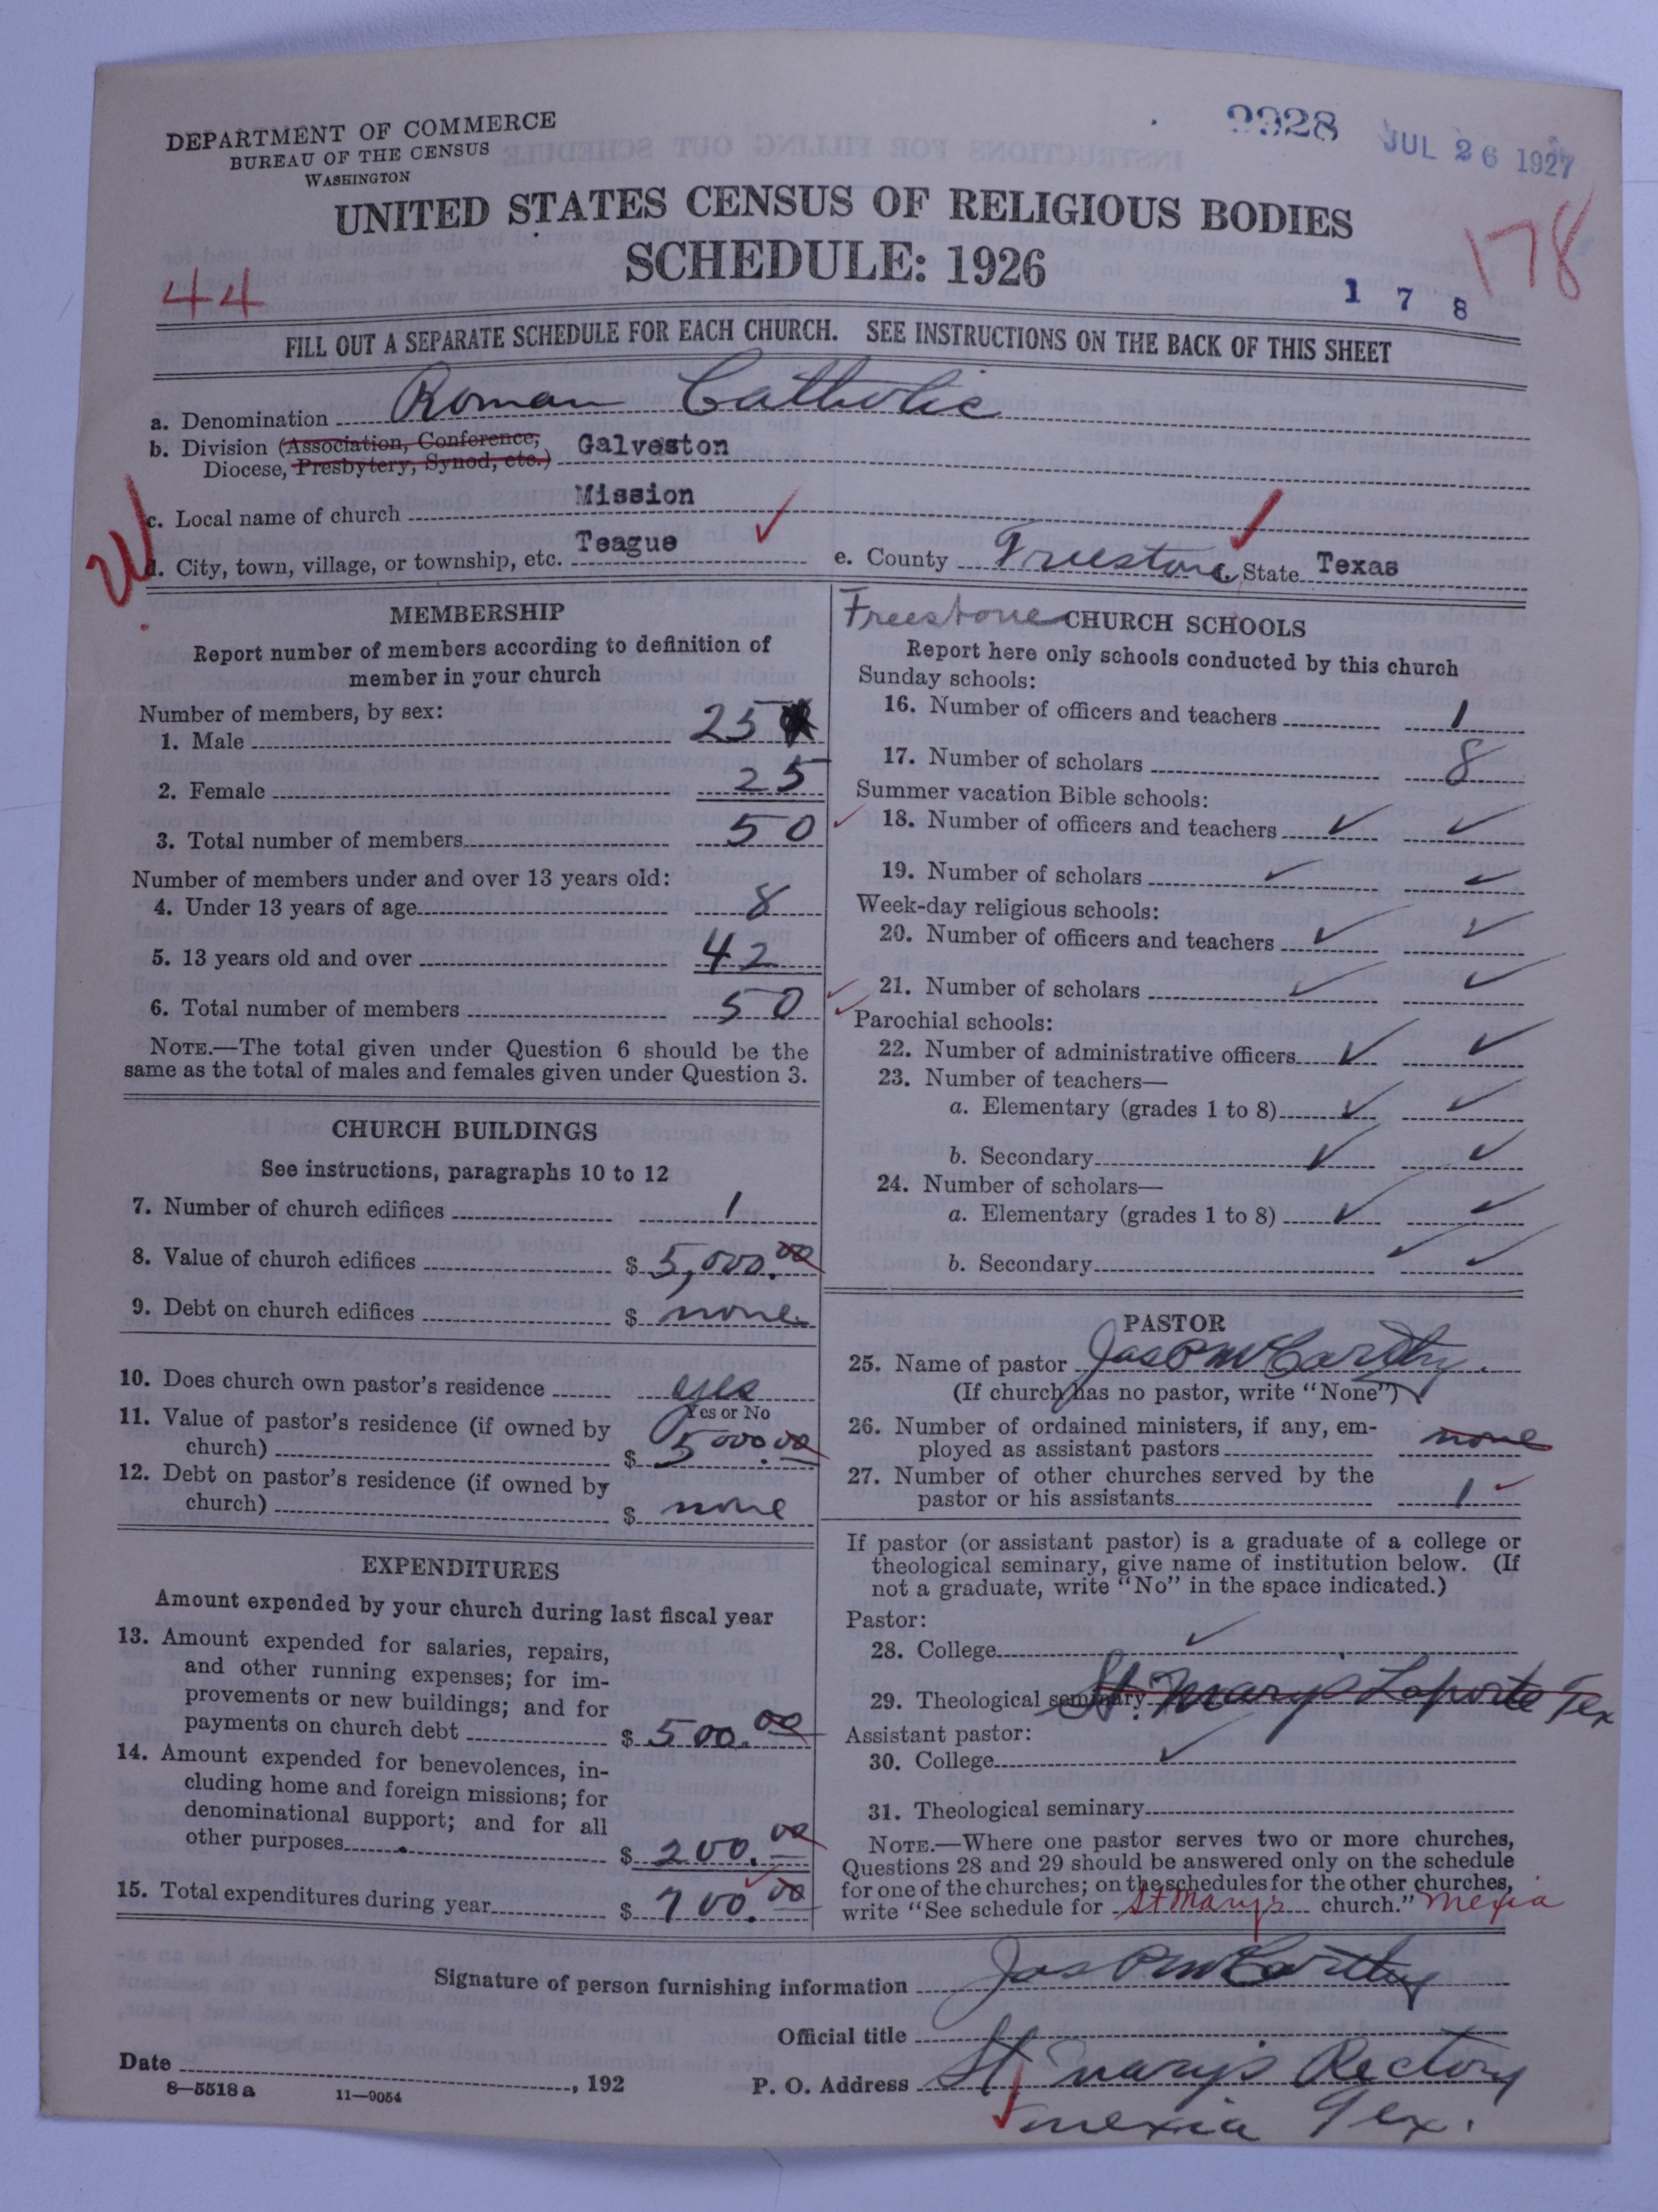 DEPARTMENT OF COMMERCE
BUREAU OF THE CENSUS
WASHINGTON
9928 JUL 26 1927
UNITED STATES CENSUS OF RELIGIOUS BODIES
SCHEDULE: 1926
44
178
1 7 8
FILL OUT A SEPARATE SCHEDULE FOR EACH CHURCH. SEE INSTRUCTIONS ON THE BACK OF THIS SHEET
a. Denomination Roman Catholic
b. Division (Association, Conference,
Diocese, Presbytery, Synod, etc.) Galveston
c. Local name of church Mission
d. City, town, village, or township, etc. Teague e. County Freestone State Texas
MEMBERSHIP
Report number of members according to definition of
member in your church
Number of members, by sex:
1. Male 25
2. Female 25
3. Total number of members 50
Number of members under and over 13 years old:
4. Under 13 years of age 8
5. 13 years old and over 42
6. Total number of members 50
NOTE.—The total given under Question 6 should be the
same as the total of males and females given under Question 3.
CHURCH BUILDINGS
See instructions, paragraphs 10 to 12
7. Number of church edifices 1
8. Value of church edifices $ 5,000.00
9. Debt on church edifices $ none
10. Does church own pastor's residence yes
Yes or No
11. Value of pastor's residence (if owned by
church) $ 5000.00
12. Debt on pastor's residence (if owned by
church) $ none
EXPENDITURES
Amount expended by your church during last fiscal year
13. Amount expended for salaries, repairs,
and other running expenses; for im-
provements or new buildings; and for
payments on church debt $ 500.00
14. Amount expended for benevolences, in-
cluding home and foreign missions; for
denominational support; and for all
other purposes $ 200.00
15. Total expenditures during year $ 700.00
Freestone CHURCH SCHOOLS
Report here only schools conducted by this church
Sunday schools:
16. Number of officers and teachers 1
17. Number of scholars 8
Summer vacation Bible schools:
18. Number of officers and teachers
19. Number of scholars
Week-day religious schools:
20. Number of officers and teachers
21. Number of scholars
Parochial schools:
22. Number of administrative officers
23. Number of teachers—
a. Elementary (grades 1 to 8)
b. Secondary
24. Number of scholars—
a. Elementary (grades 1 to 8)
b. Secondary
PASTOR
25. Name of pastor Jas P McCarthy.
(If church has no pastor, write "None")
26. Number of ordained ministers, if any, em-
ployed as assistant pastors none
27. Number of other churches served by the
pastor or his assistants 1
If pastor (or assistant pastor) is a graduate of a college or
theological seminary, give name of institution below. (If
not a graduate, write "No" in the space indicated.)
Pastor:
28. College
29. Theological seminary St. Marys Laporte Tex
Assistant pastor:
30. College
31. Theological seminary
NOTE.—Where one pastor serves two or more churches,
Questions 28 and 29 should be answered only on the schedule
for one of the churches; on the schedules for the other churches,
write "See schedule for St Mary's church." Mexia
Signature of person furnishing information Jas P McCarthy
Official title
Date , 192
P. O. Address St Mary's Rectory
Mexia Tex.
8—5518 a 11—9054